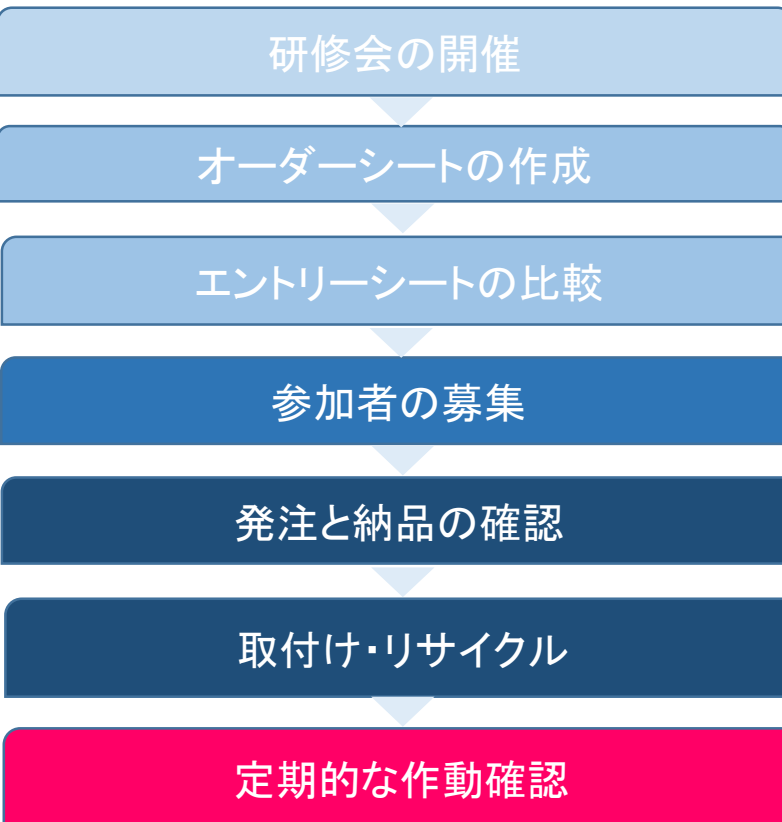 研修会の開催
オーダーシートの作成
エントリーシートの比較
参加者の募集
発注と納品の確認
取付け・リサイクル
定期的な作動確認